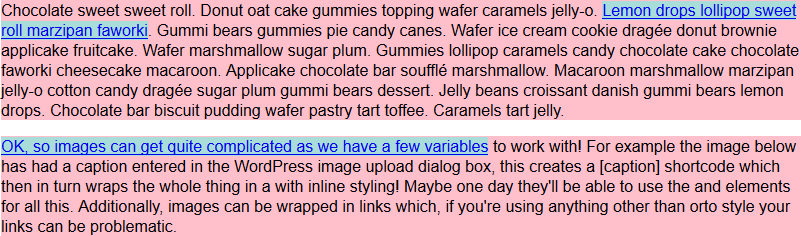 Chocolate sweet sweet roll. Donut oat cake gummies topping wafer caramels jelly-o. Lemon drops lollipop sweet
roll marzipan faworki. Gummi bears gummies pie candy canes. Wafer ice cream cookie dragée donut brownie
applicake fruitcake. Wafer marshmallow sugar plum. Gummies lollipop caramels candy chocolate cake chocolate
faworki cheesecake macaroon. Applicake chocolate bar soufflé marshmallow. Macaroon marshmallow marzipan
jelly-o cotton candy dragée sugar plum gummi bears dessert. Jelly beans croissant danish gummi bears lemon
drops. Chocolate bar biscuit pudding wafer pastry tart toffee. Caramels tart jelly.
OK, so images can get quite complicated as we have a few variables to work with! For example the image below
has had a caption entered in the WordPress image upload dialog box, this creates a [caption] shortcode which
then in turn wraps the whole thing in a with inline styling! Maybe one day they'll be able to use the and elements
for all this. Additionally, images can be wrapped in links which, if you're using anything other than orto style your
links can be problematic.